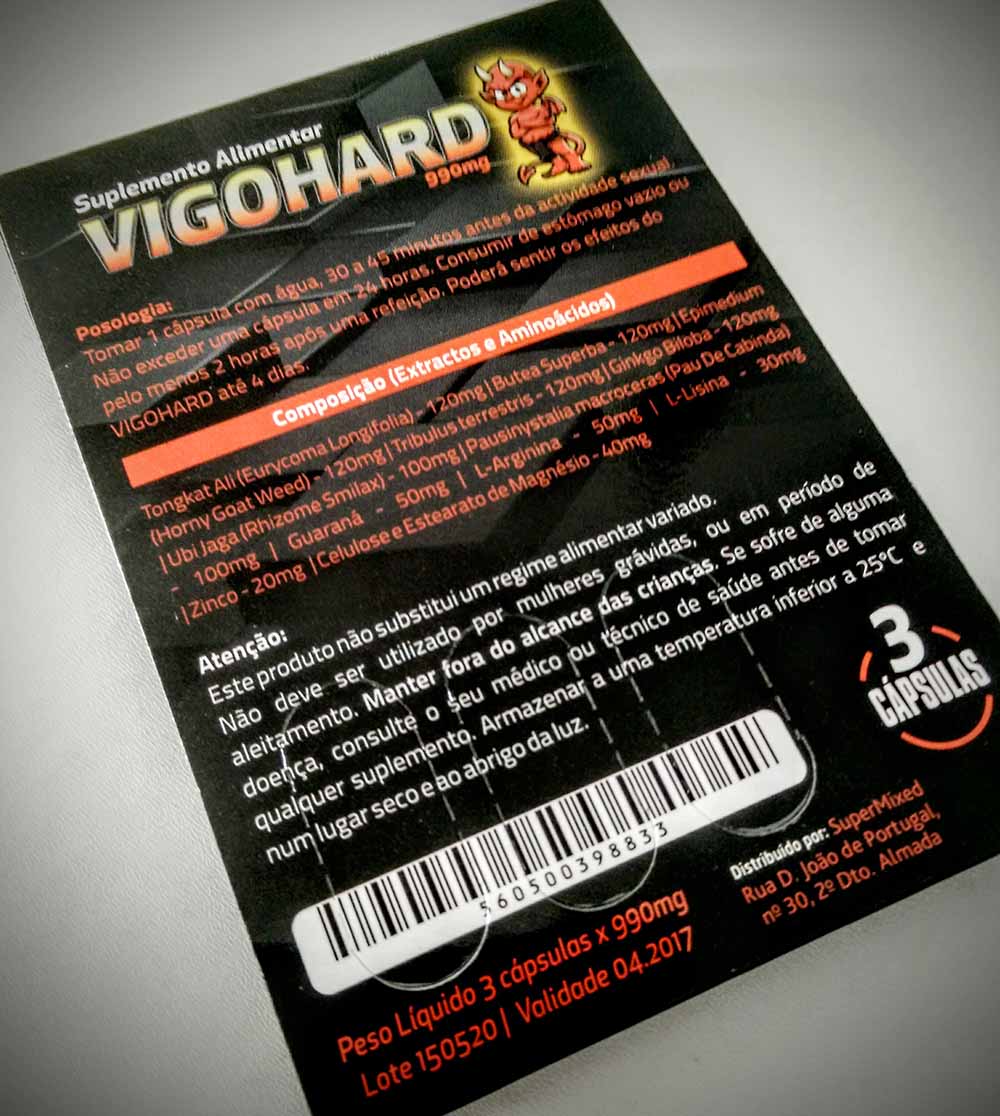 Suplemento Alimentar
VIGOHARD
990mg
Posologia:
Tomar 1 cápsula com água, 30 a 45 minutos antes da actividade sexual.
Não exceder uma cápsula em 24 horas. Consumir de estômago vazio ou
pelo menos 2 horas após uma refeição. Poderá sentir os efeitos do
VIGOHARD até 4 dias.
Composição (Extractos e Aminoácidos)
Tongkat Ali (Eurycoma Longifolia) - 120mg | Butea Superba - 120mg | Epimedium
(Horny Goat Weed) - 120mg | Tribulus terrestris - 120mg | Ginkgo Biloba - 120mg
| Ubi Jaga (Rhizome Smilax) - 100mg | Pausinystalia macroceras (Pau De Cabinda)
- 100mg | Guaraná - 50mg | L-Arginina - 50mg | L-Lisina - 30mg
| Zinco - 20mg | Celulose e Estearato de Magnésio - 40mg
Atenção:
Este produto não substitui um regime alimentar variado.
Não deve ser utilizado por mulheres grávidas, ou em período de
aleitamento. Manter fora do alcance das crianças. Se sofre de alguma
doença, consulte o seu médico ou técnico de saúde antes de tomar
qualquer suplemento. Armazenar a uma temperatura inferior a 25ºC e
num lugar seco e ao abrigo da luz.
3
CÁPSULAS
560500398833
Distribuido por: SuperMixed
Rua D. João de Portugal,
nº 30, 2º Dto. Almada
Peso Líquido 3 cápsulas x 990mg
Lote 150520 | Validade 04.2017